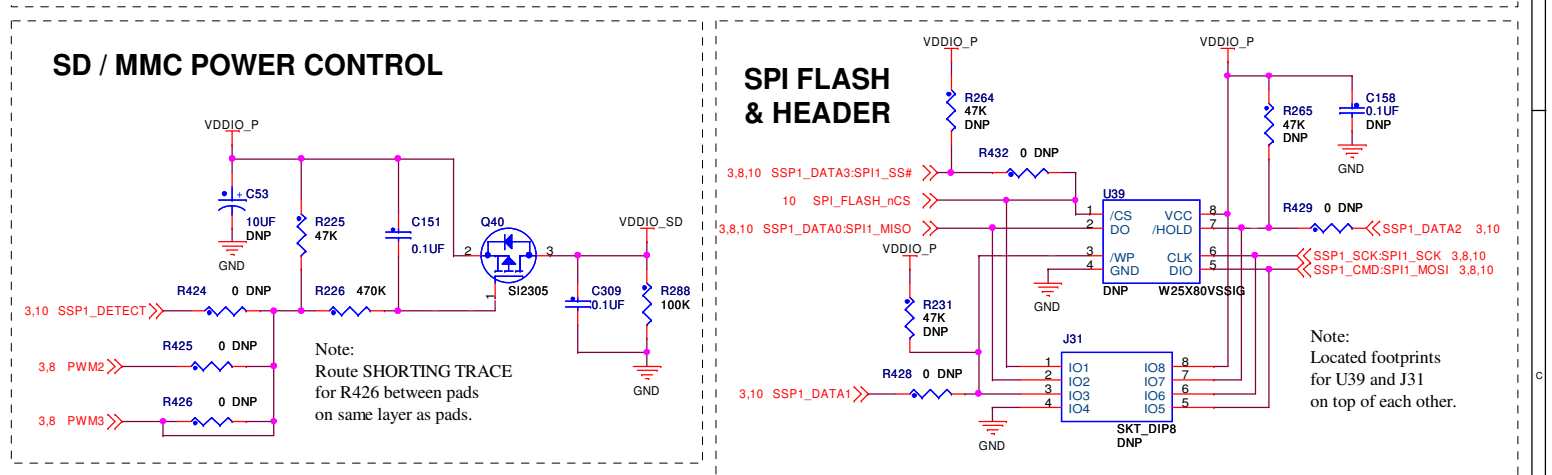 SD / MMC POWER CONTROL
VDDIO_P
C53
10UF
DNP
+
GND
R225
47K
C151
0.1UF
Q40
2
3
1
SI2305
VDDIO_SD
C309
0.1UF
R288
100K
GND
R424 0 DNP
3,10 SSP1_DETECT
R226 470K
R425 0 DNP
3,8 PWM2
R426 0 DNP
3,8 PWM3
Note:
Route SHORTING TRACE
for R426 between pads
on same layer as pads.
SPI FLASH
& HEADER
VDDIO_P
R264
47K
DNP
R432 0 DNP
3,8,10 SSP1_DATA3:SPI1_SS#
10 SPI_FLASH_nCS
3,8,10 SSP1_DATA0:SPI1_MISO
VDDIO_P
R231
47K
DNP
R428 0 DNP
3,10 SSP1_DATA1
GND
U39
1 /CS VCC 8
2 DO /HOLD 7
3 /WP CLK 6
4 GND DIO 5
DNP W25X80VSSIG
VDDIO_P
R265
47K
DNP
C158
0.1UF
DNP
GND
R429 0 DNP
SSP1_DATA2 3,10
SSP1_SCK:SPI1_SCK 3,8,10
SSP1_CMD:SPI1_MOSI 3,8,10
J31
1 IO1 IO8 8
2 IO2 IO7 7
3 IO3 IO6 6
4 IO4 IO5 5
SKT_DIP8
DNP
GND
Note:
Located footprints
for U39 and J31
on top of each other.
C